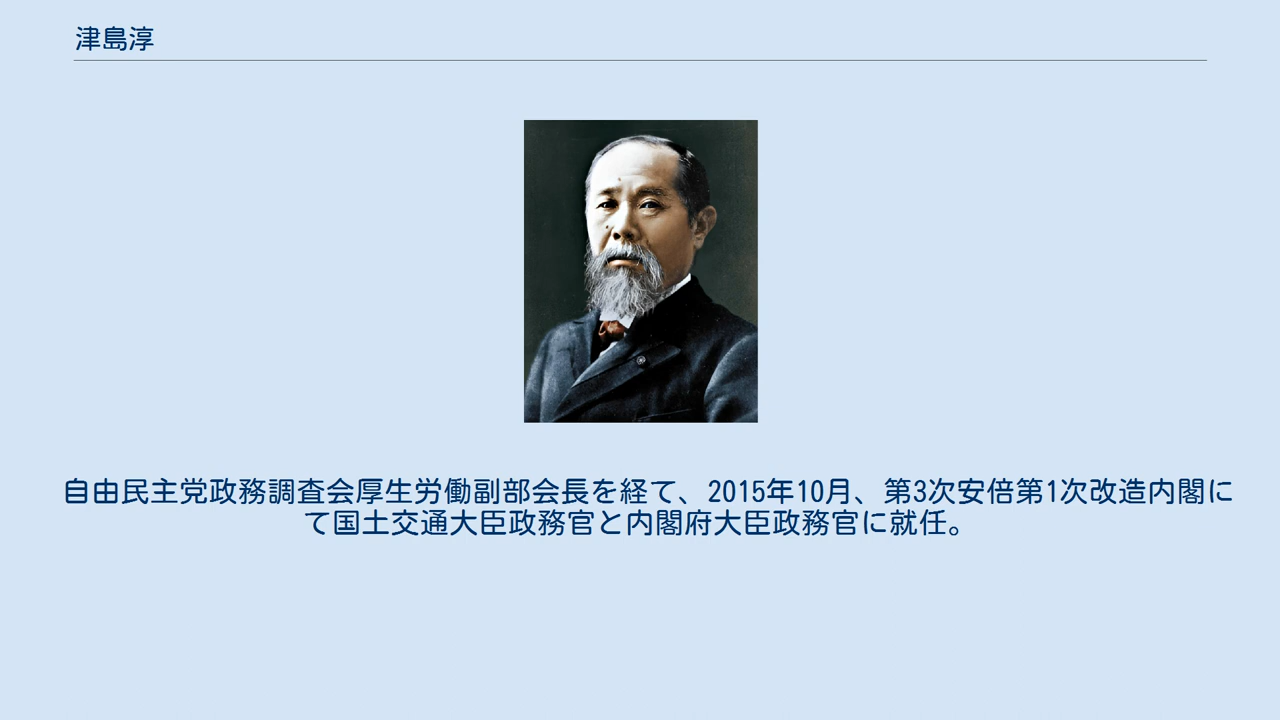 津島淳
自由民主党政務調査会厚生労働副部会長を経て、2015年10月、第3次安倍第1次改造内閣に
て国土交通大臣政務官と内閣府大臣政務官に就任。